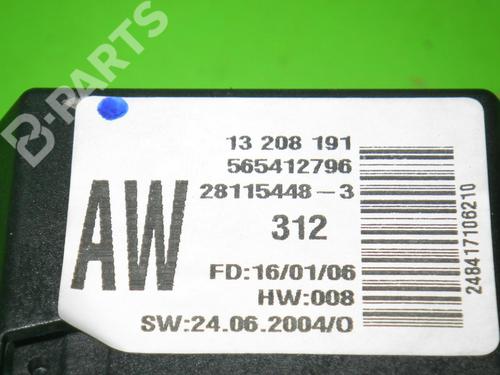 B-PARTS
13 208 191
565412796
28115448-3
AW
312
FD:16/01/06
HW:008
SW:24.06.2004/O
248417106210